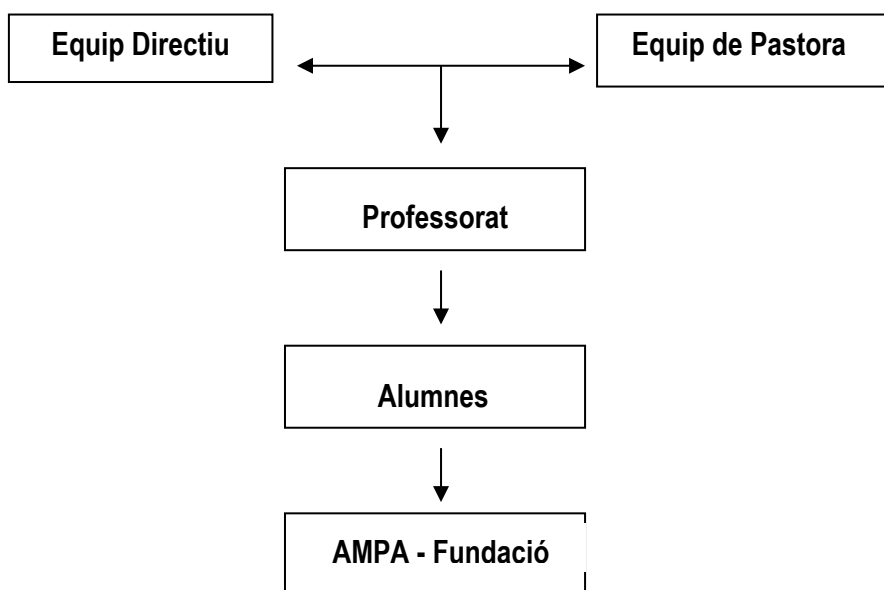 Equip Directiu
Equip de Pastora
Professorat
Alumnes
AMPA - Fundació